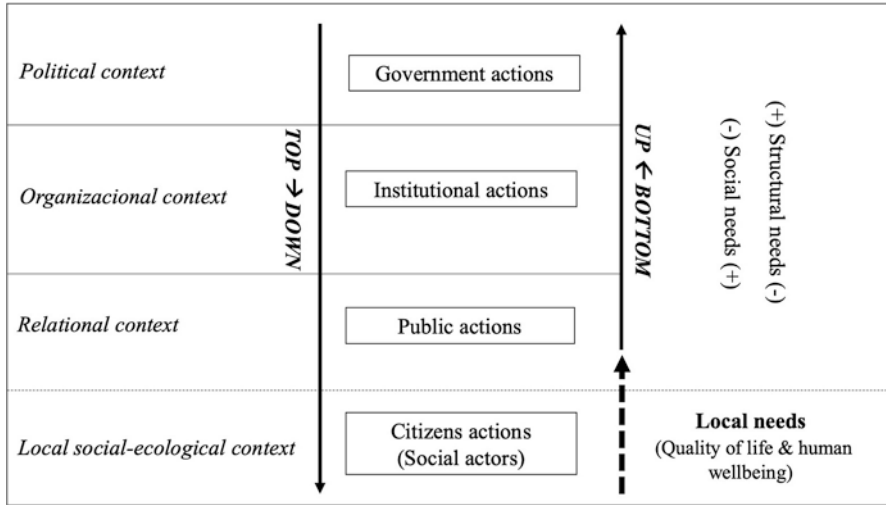 Political context
Government actions
Organizacional context
Institutional actions
Relational context
Public actions
Local social-ecological context
Citizens actions
(Social actors)
TOP → DOWN
UP ← BOTTOM
(-) Social needs (+)
(+) Structural needs (-)
Local needs
(Quality of life & human
wellbeing)